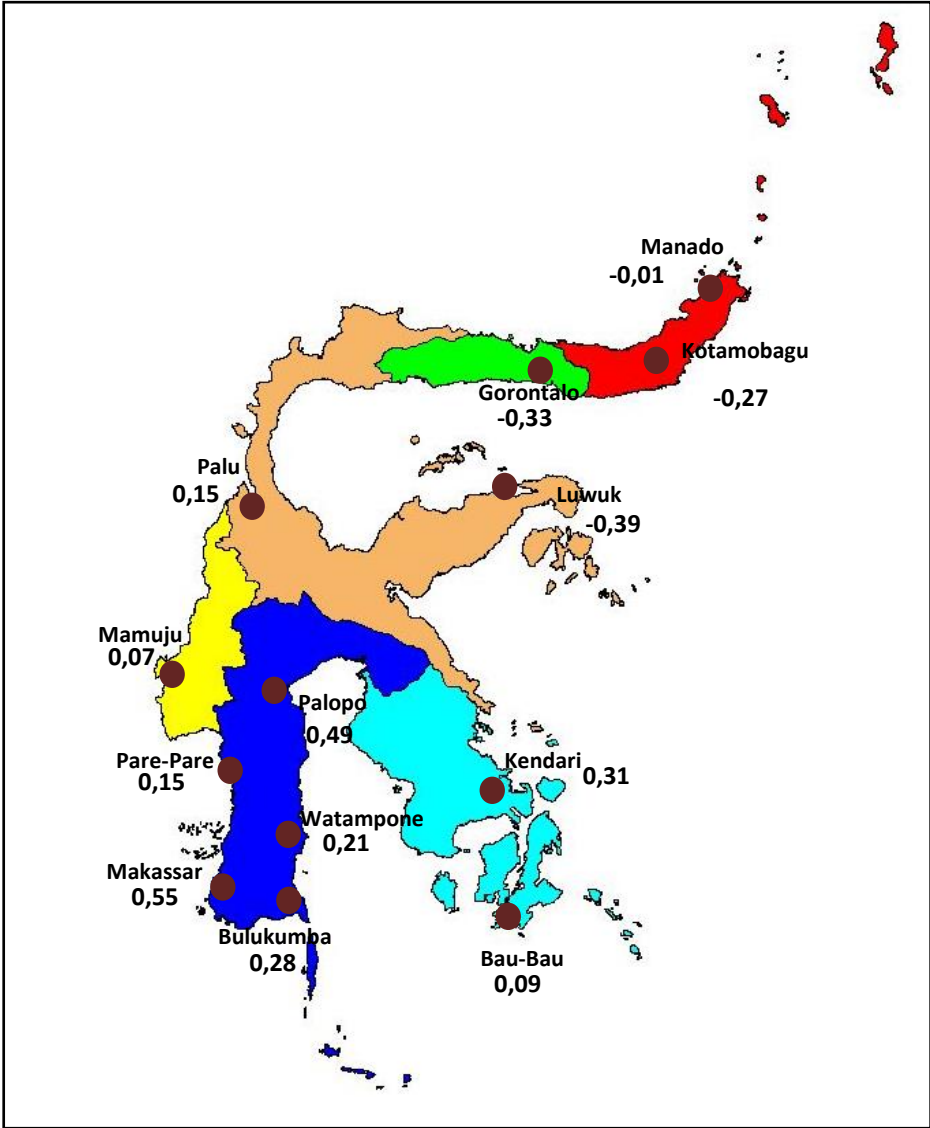 Manado
-0,01
Kotamobagu
-0,27
Gorontalo
-0,33
Palu
0,15
Luwuk
-0,39
Mamuju
0,07
Palopo
0,49
Pare-Pare
0,15
Kendari 0,31
Watampone
0,21
Makassar
0,55
Bulukumba
0,28
Bau-Bau
0,09